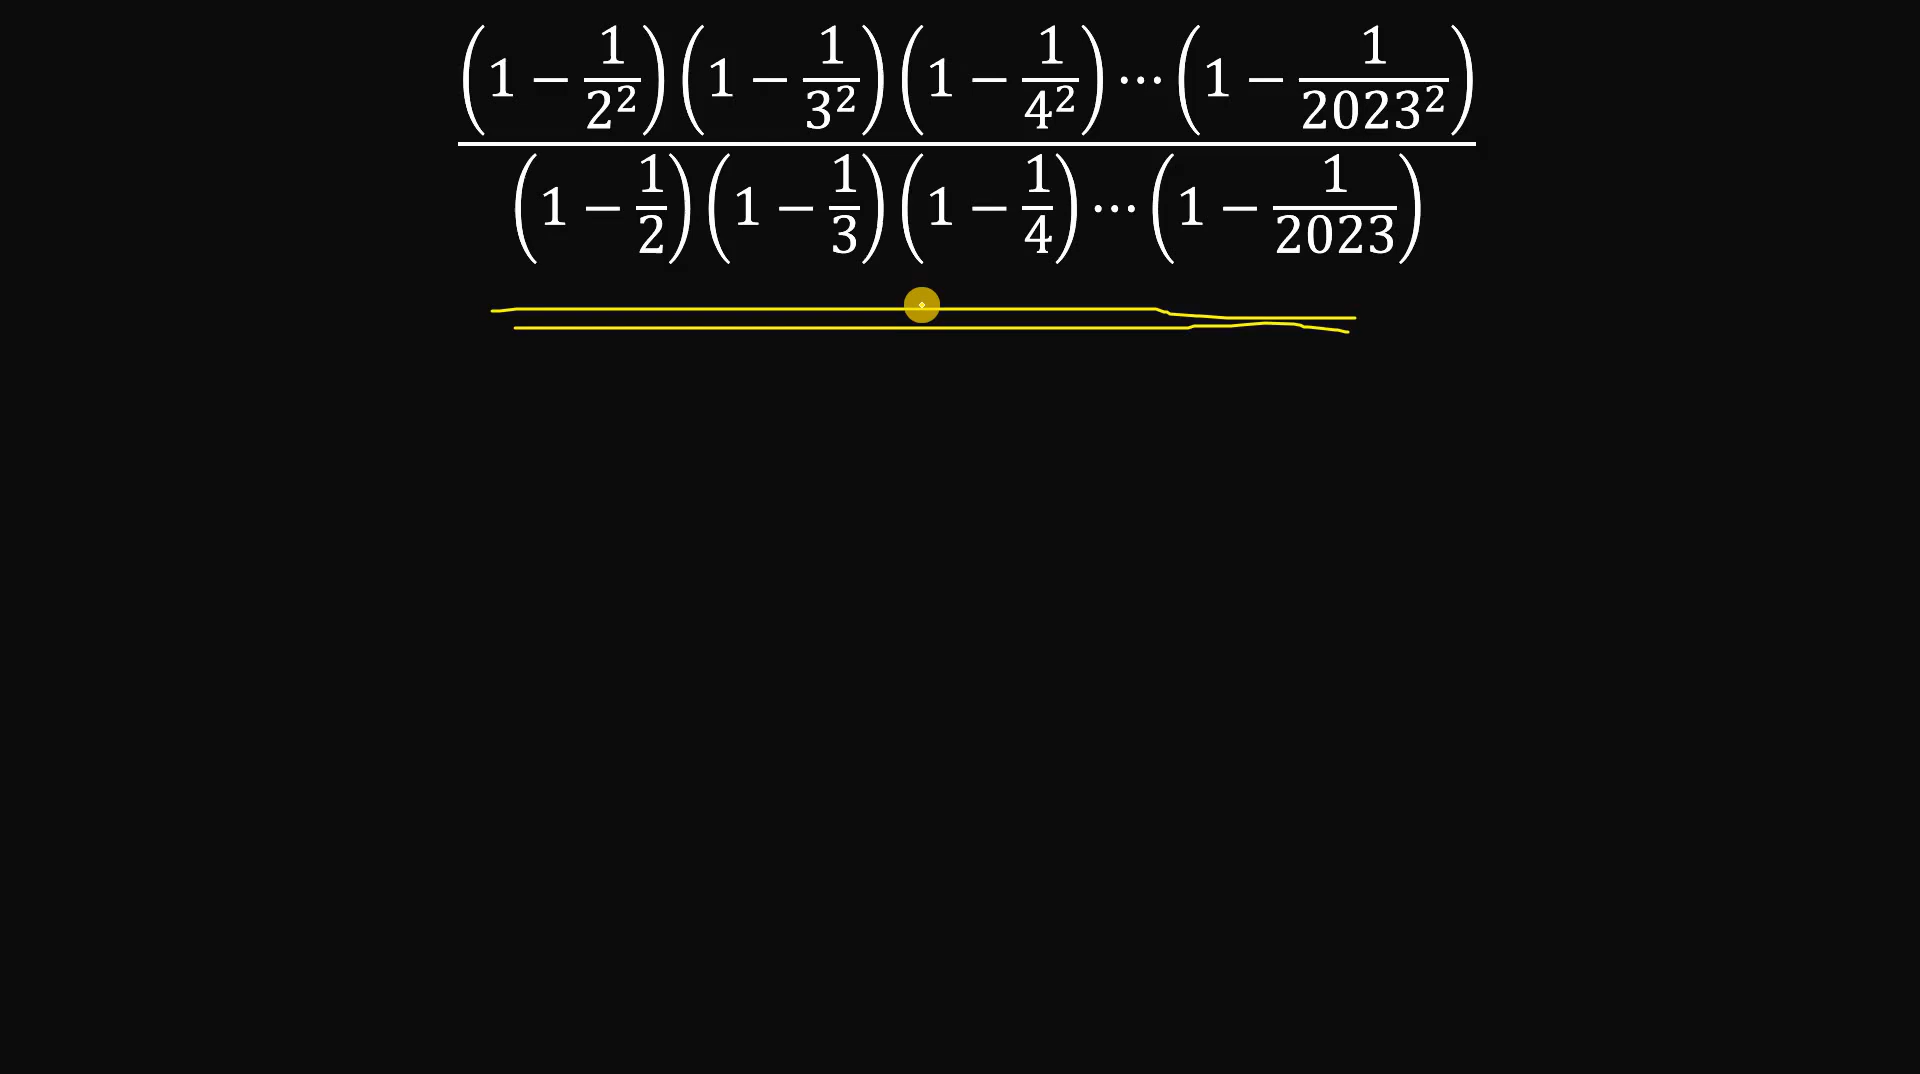 (1 − 1/2²)(1 − 1/3²)(1 − 1/4²)⋯(1 − 1/2023²)
(1 − 1/2)(1 − 1/3)(1 − 1/4)⋯(1 − 1/2023)